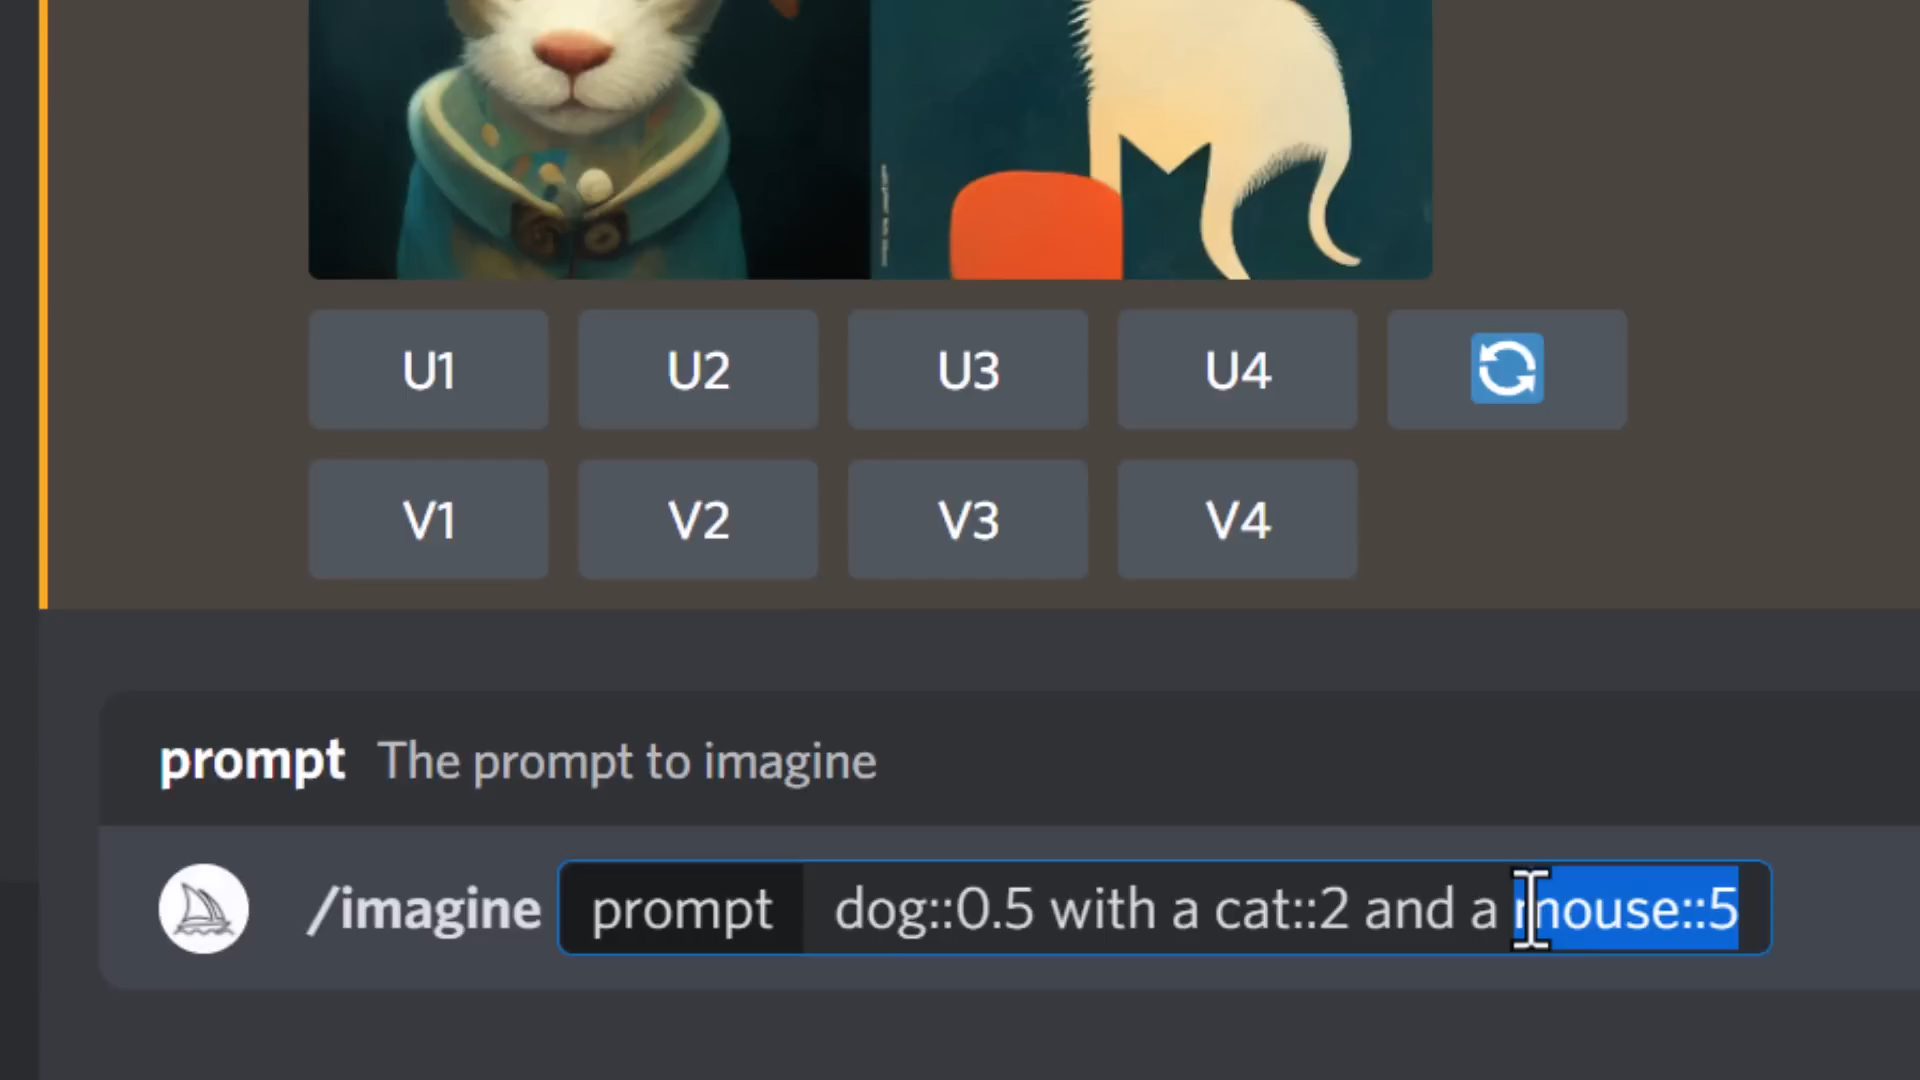 U1 U2 U3 U4
V1 V2 V3 V4
prompt The prompt to imagine
/imagine prompt dog::0.5 with a cat::2 and a mouse::5